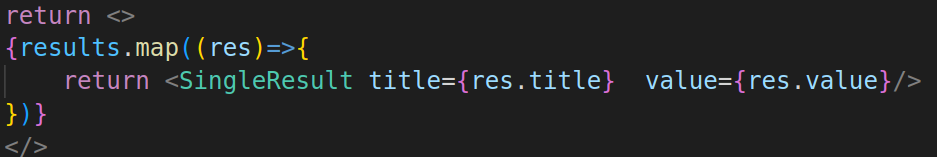 return <>
{results.map((res)=>{
    return <SingleResult title={res.title}  value={res.value}/>
})}
</>